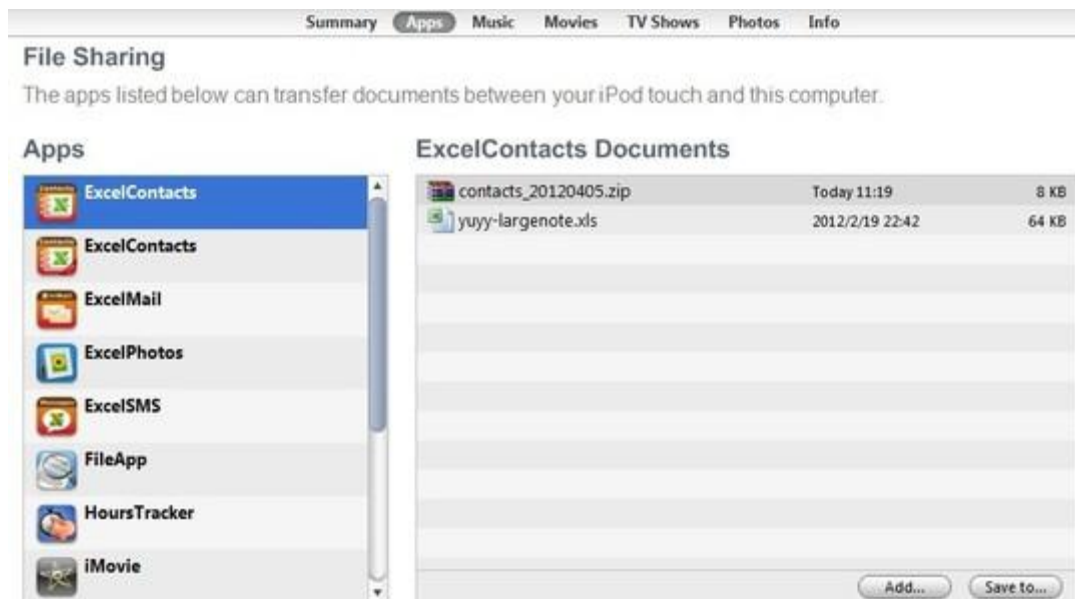 Summary Apps Music Movies TV Shows Photos Info
File Sharing
The apps listed below can transfer documents between your iPod touch and this computer.
Apps
ExcelContacts
ExcelContacts
ExcelMail
ExcelPhotos
ExcelSMS
FileApp
HoursTracker
iMovie
ExcelContacts Documents
contacts_20120405.zip Today 11:19 8 KB
yuyy-largenote.xls 2012/2/19 22:42 64 KB
Add... Save to...